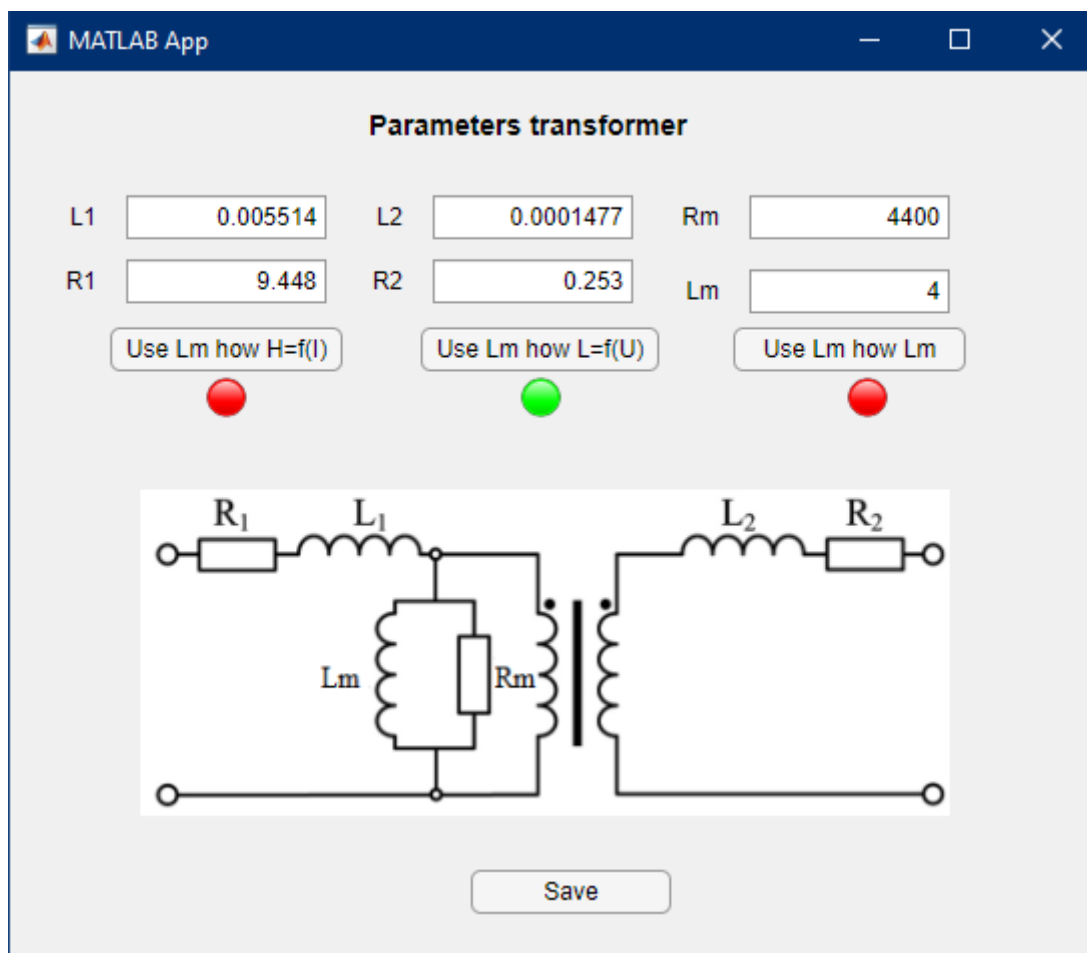 MATLAB App
Parameters transformer
L1 0.005514 L2 0.0001477 Rm 4400
R1 9.448 R2 0.253 Lm 4
Use Lm how H=f(I) Use Lm how L=f(U) Use Lm how Lm
R₁ L₁ L₂ R₂
Lm Rm
Save